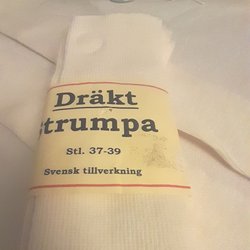 Dräkt
strumpa
Stl. 37-39
Svensk tillverkning